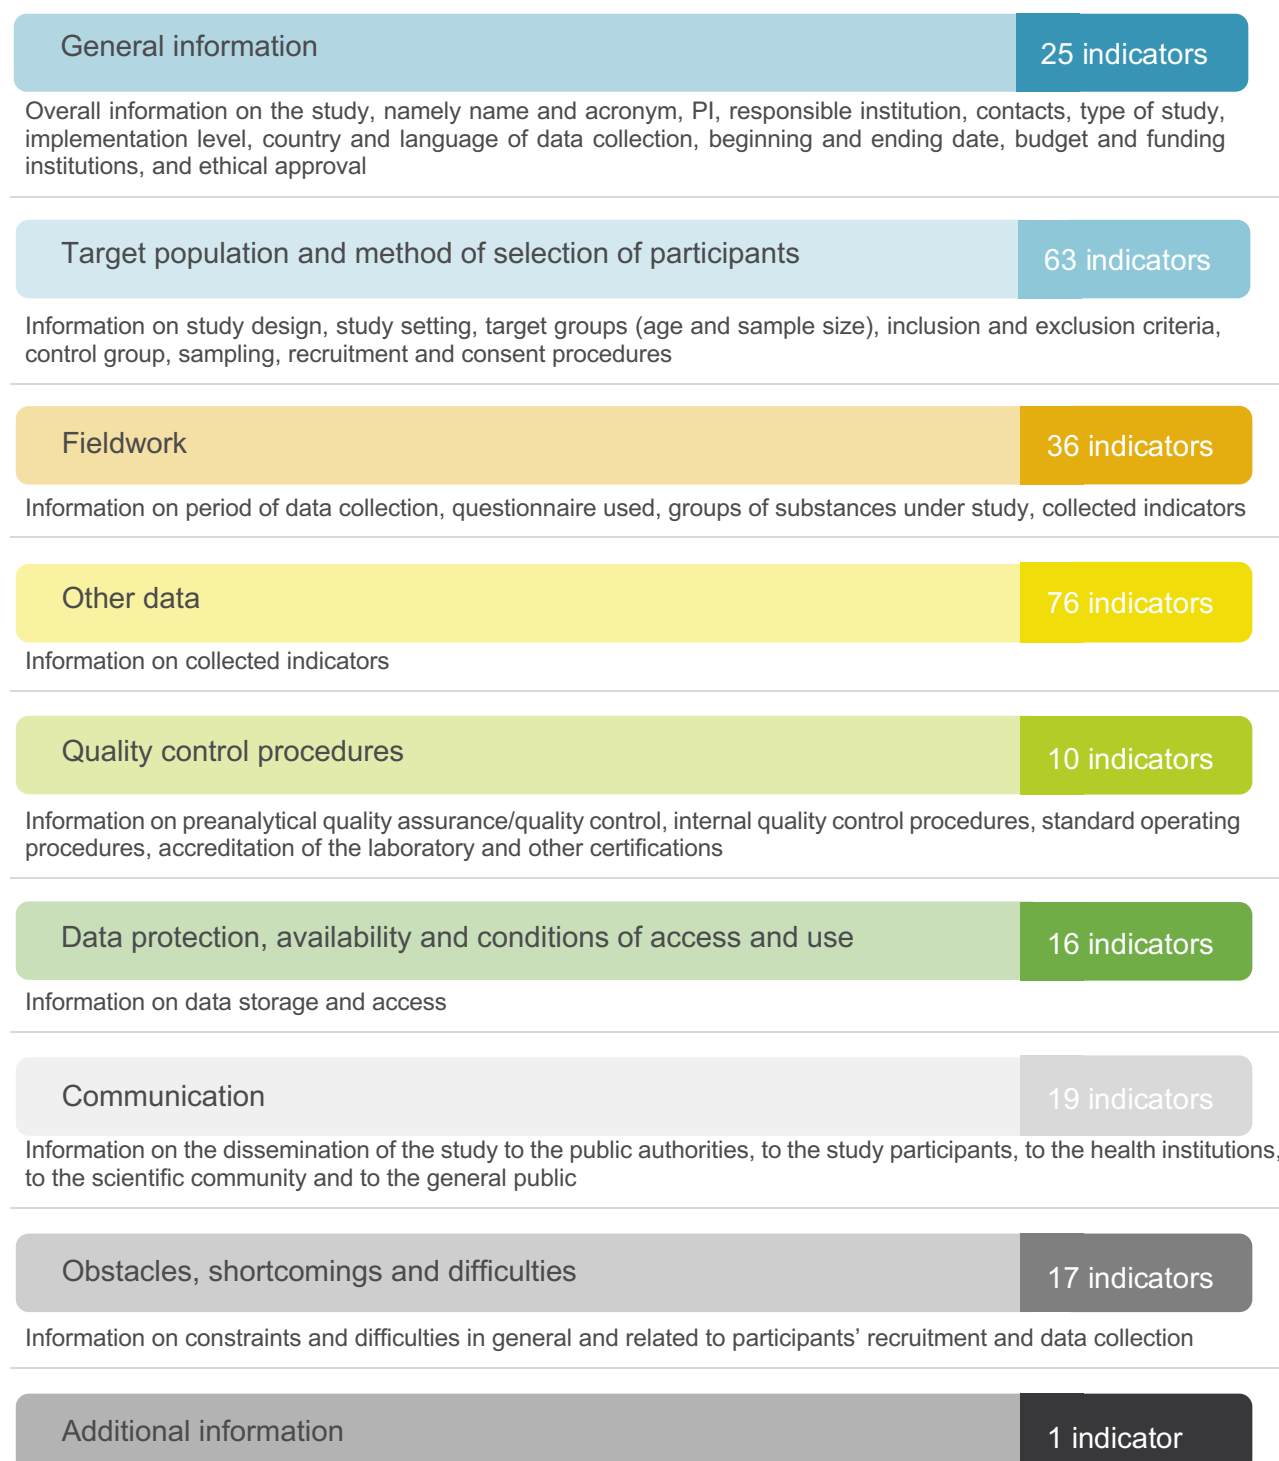 General information
25 indicators
Overall information on the study, namely name and acronym, PI, responsible institution, contacts, type of study,
implementation level, country and language of data collection, beginning and ending date, budget and funding
institutions, and ethical approval
Target population and method of selection of participants
63 indicators
Information on study design, study setting, target groups (age and sample size), inclusion and exclusion criteria,
control group, sampling, recruitment and consent procedures
Fieldwork
36 indicators
Information on period of data collection, questionnaire used, groups of substances under study, collected indicators
Other data
76 indicators
Information on collected indicators
Quality control procedures
10 indicators
Information on preanalytical quality assurance/quality control, internal quality control procedures, standard operating
procedures, accreditation of the laboratory and other certifications
Data protection, availability and conditions of access and use
16 indicators
Information on data storage and access
Communication
19 indicators
Information on the dissemination of the study to the public authorities, to the study participants, to the health institutions,
to the scientific community and to the general public
Obstacles, shortcomings and difficulties
17 indicators
Information on constraints and difficulties in general and related to participants’ recruitment and data collection
Additional information
1 indicator